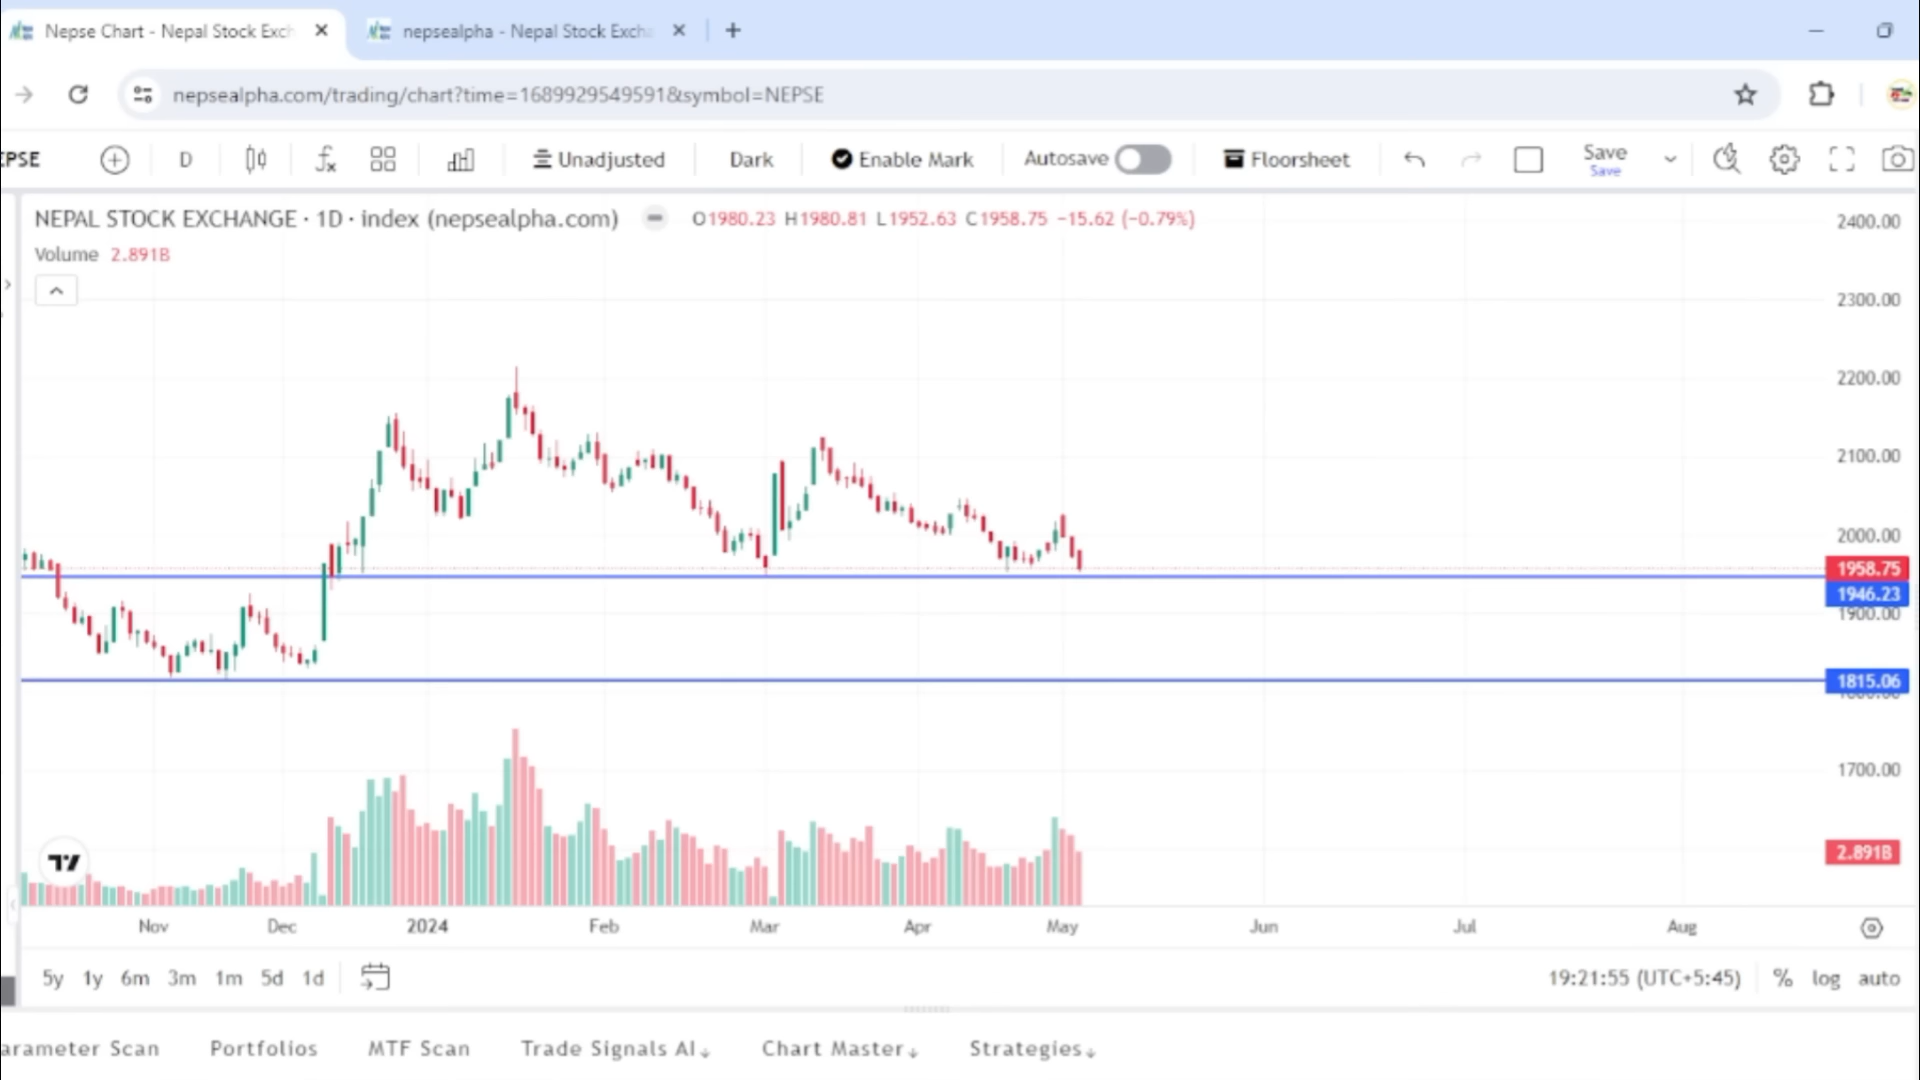 Nepse Chart - Nepal Stock Exch
nepsealpha - Nepal Stock Excha
nepsealpha.com/trading/chart?time=1689929549591&symbol=NEPSE
EPSE D Unadjusted Dark Enable Mark Autosave Floorsheet Save
Save
NEPAL STOCK EXCHANGE · 1D · index (nepsealpha.com) O1980.23 H1980.81 L1952.63 C1958.75 −15.62 (−0.79%)
Volume 2.891B
2400.00
2300.00
2200.00
2100.00
2000.00
1958.75
1946.23
1900.00
1815.06
1800.00
1700.00
2.891B
Nov Dec 2024 Feb Mar Apr May Jun Jul Aug
5y 1y 6m 3m 1m 5d 1d 19:21:55 (UTC+5:45) % log auto
arameter Scan Portfolios MTF Scan Trade Signals AI↓ Chart Master↓ Strategies↓